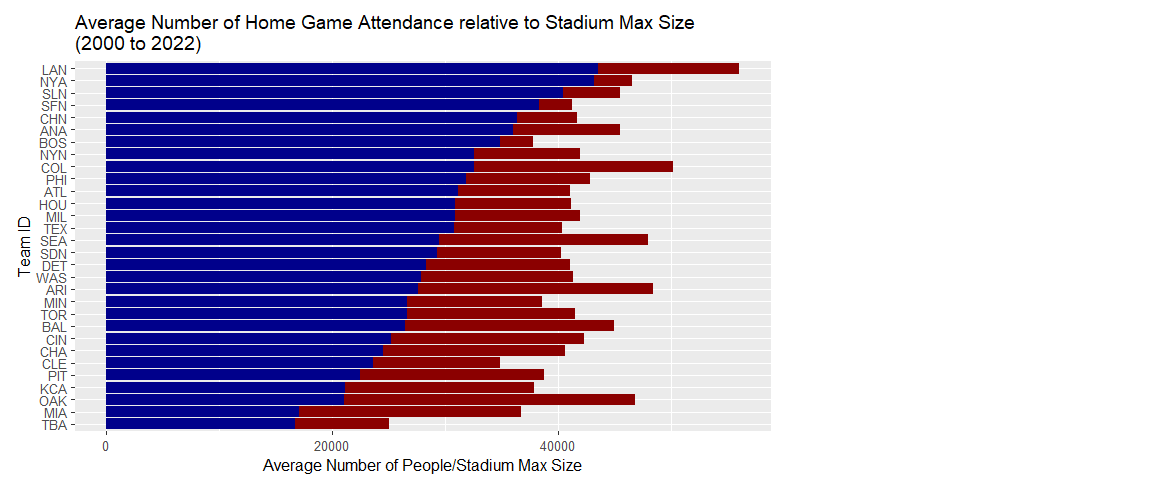 Average Number of Home Game Attendance relative to Stadium Max Size
(2000 to 2022)
Team ID
LAN
NYA
SLN
SFN
CHN
ANA
BOS
NYN
COL
PHI
ATL
HOU
MIL
TEX
SEA
SDN
DET
WAS
ARI
MIN
TOR
BAL
CIN
CHA
CLE
PIT
KCA
OAK
MIA
TBA
0 20000 40000
Average Number of People/Stadium Max Size